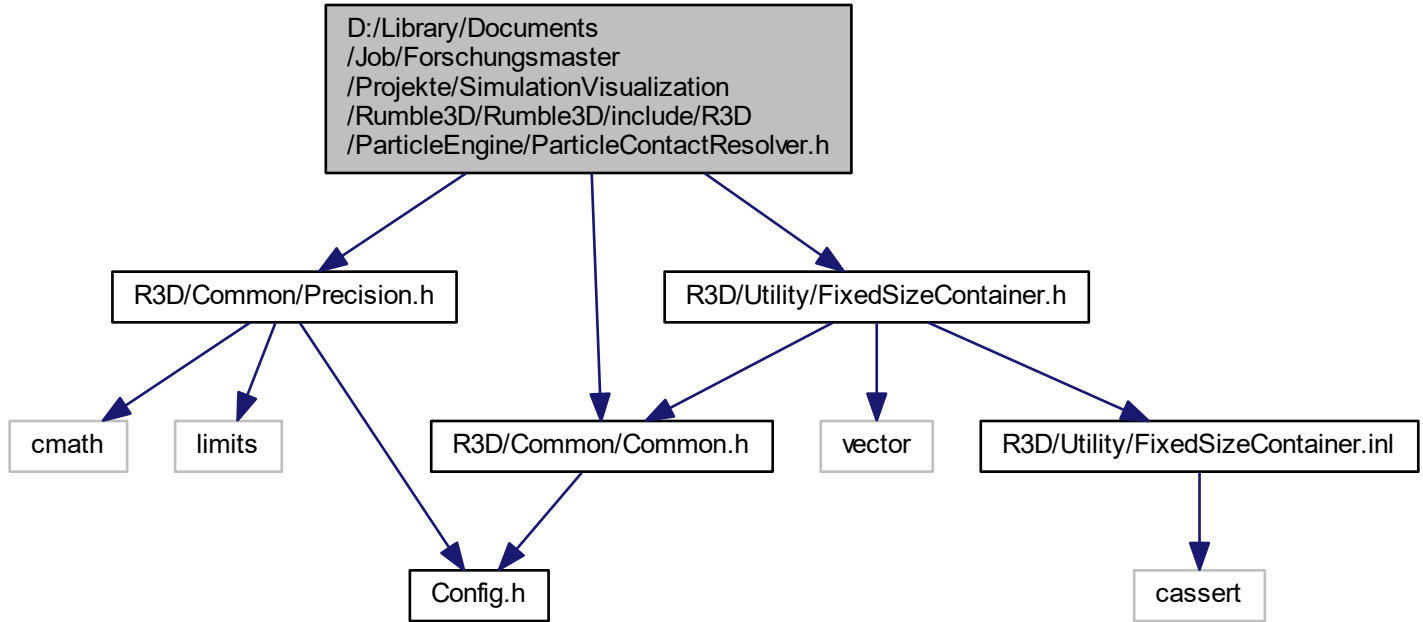 D:/Library/Documents
/Job/Forschungsmaster
/Projekte/SimulationVisualization
/Rumble3D/Rumble3D/include/R3D
/ParticleEngine/ParticleContactResolver.h
R3D/Common/Precision.h
R3D/Utility/FixedSizeContainer.h
cmath
limits
R3D/Common/Common.h
vector
R3D/Utility/FixedSizeContainer.inl
Config.h
cassert